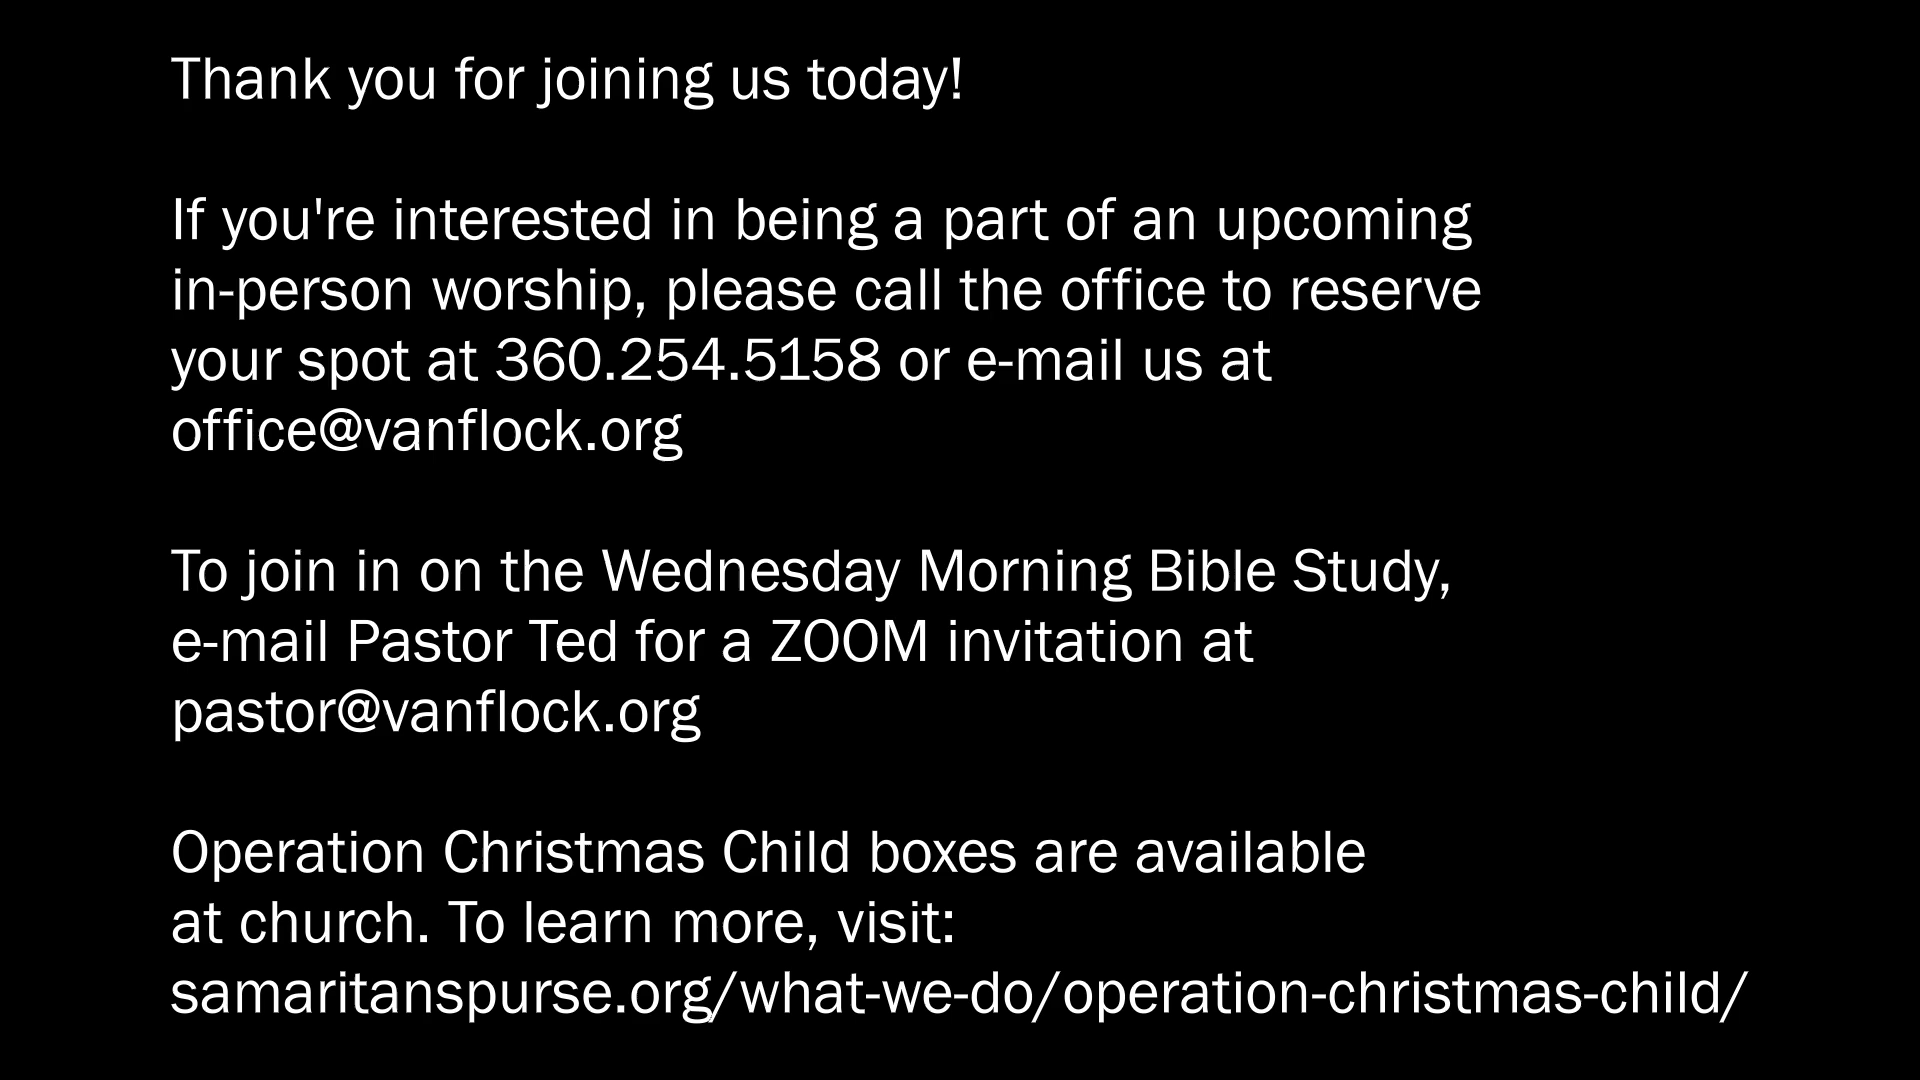 Thank you for joining us today!
If you're interested in being a part of an upcoming
in-person worship, please call the office to reserve
your spot at 360.254.5158 or e-mail us at
office@vanflock.org
To join in on the Wednesday Morning Bible Study,
e-mail Pastor Ted for a ZOOM invitation at
pastor@vanflock.org
Operation Christmas Child boxes are available
at church. To learn more, visit:
samaritanspurse.org/what-we-do/operation-christmas-child/